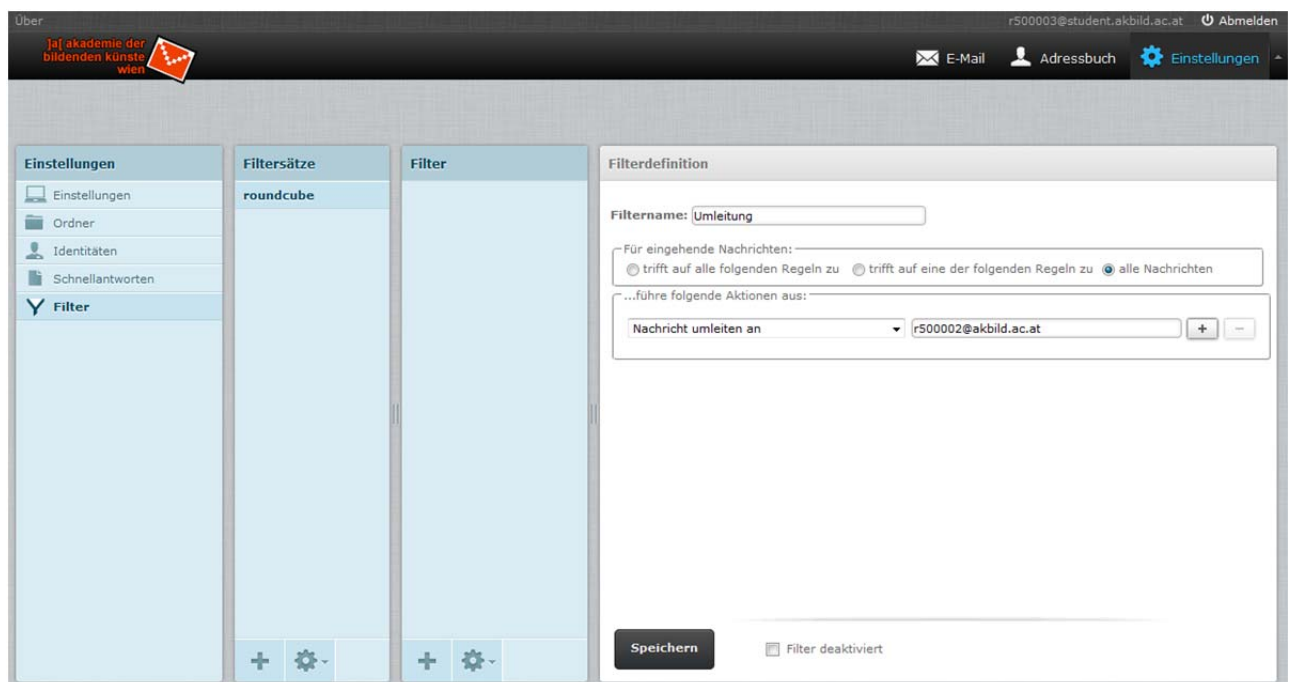 Über
r500003@student.akbild.ac.at Abmelden
]a[ akademie der
bildenden künste
wien
E-Mail Adressbuch Einstellungen
Einstellungen
Einstellungen
Ordner
Identitäten
Schnellantworten
Filter
Filtersätze
roundcube
Filter
Filterdefinition
Filtername: Umleitung
Für eingehende Nachrichten:
trifft auf alle folgenden Regeln zu trifft auf eine der folgenden Regeln zu alle Nachrichten
...führe folgende Aktionen aus:
Nachricht umleiten an r500002@akbild.ac.at + −
Speichern Filter deaktiviert